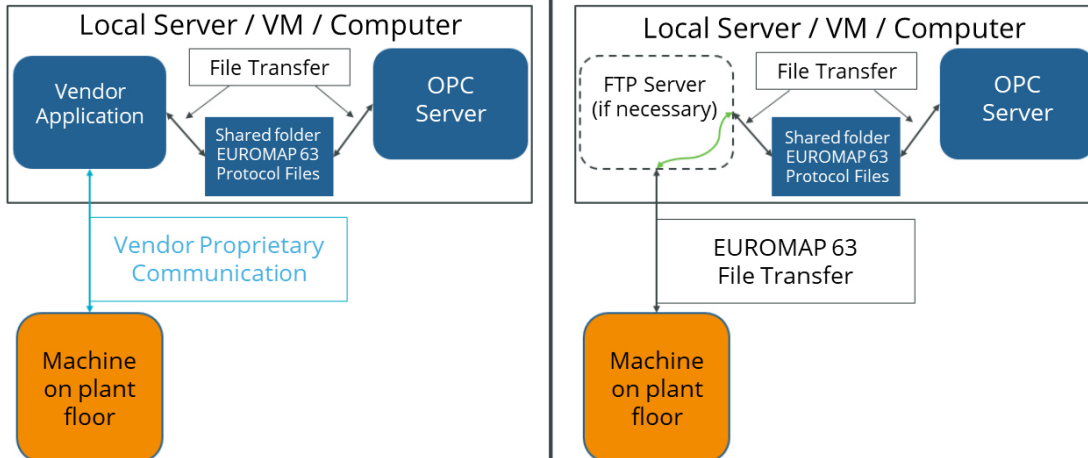 Local Server / VM / Computer
File Transfer
Vendor
Application
OPC
Server
Shared folder
EUROMAP 63
Protocol Files
Vendor Proprietary
Communication
Machine
on plant
floor
Local Server / VM / Computer
File Transfer
FTP Server
(if necessary)
OPC
Server
Shared folder
EUROMAP 63
Protocol Files
EUROMAP 63
File Transfer
Machine
on plant
floor